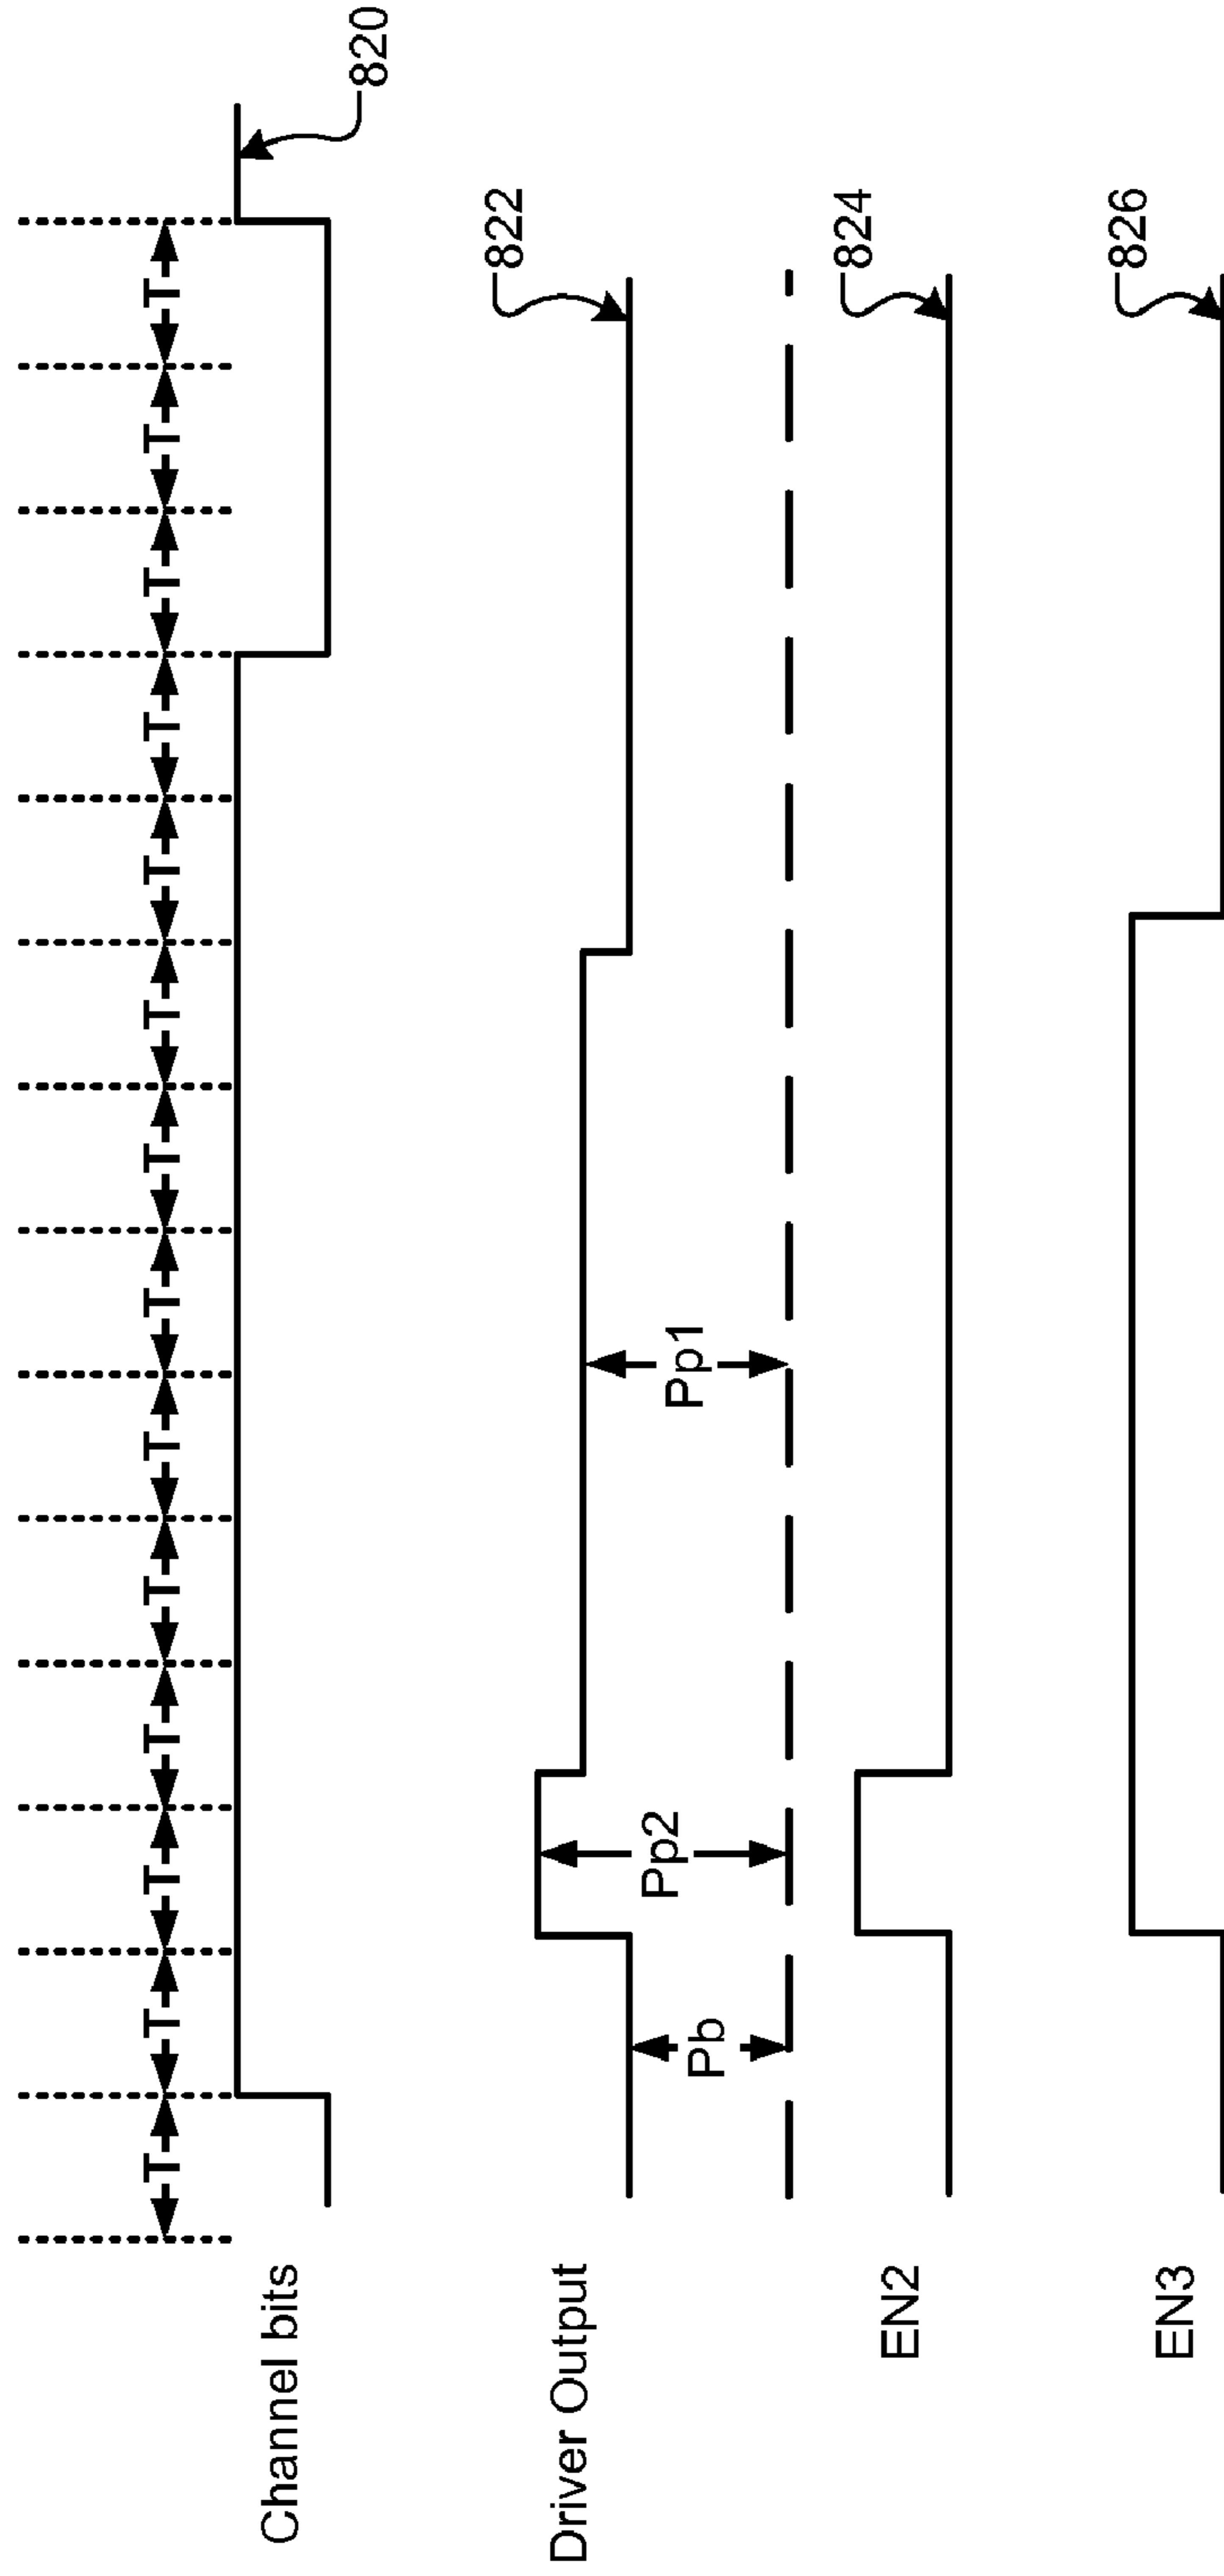 T T T T T T T T T T T T T T
Channel bits
820
Driver Output
Pb
Pp2
Pp1
822
EN2
824
EN3
826